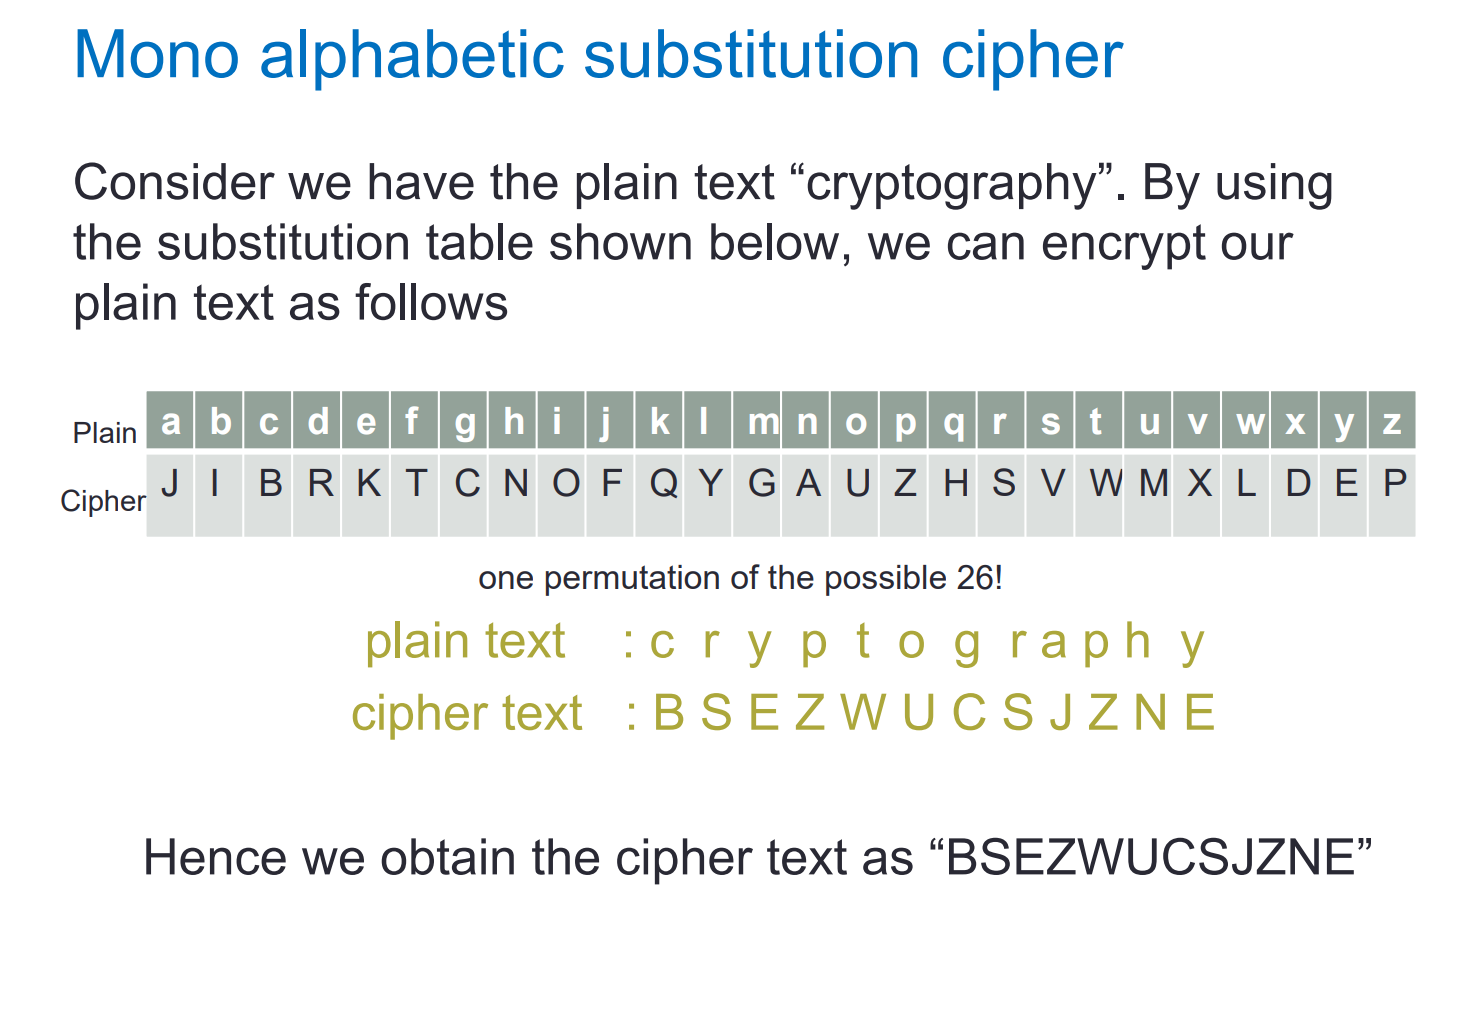 Mono alphabetic substitution cipher
Consider we have the plain text “cryptography”. By using
the substitution table shown below, we can encrypt our
plain text as follows
Plain a b c d e f g h i j k l m n o p q r s t u v w x y z
Cipher J I B R K T C N O F Q Y G A U Z H S V W M X L D E P
one permutation of the possible 26!
plain text : c r y p t o g r a p h y
cipher text : B S E Z W U C S J Z N E
Hence we obtain the cipher text as “BSEZWUCSJZNE”